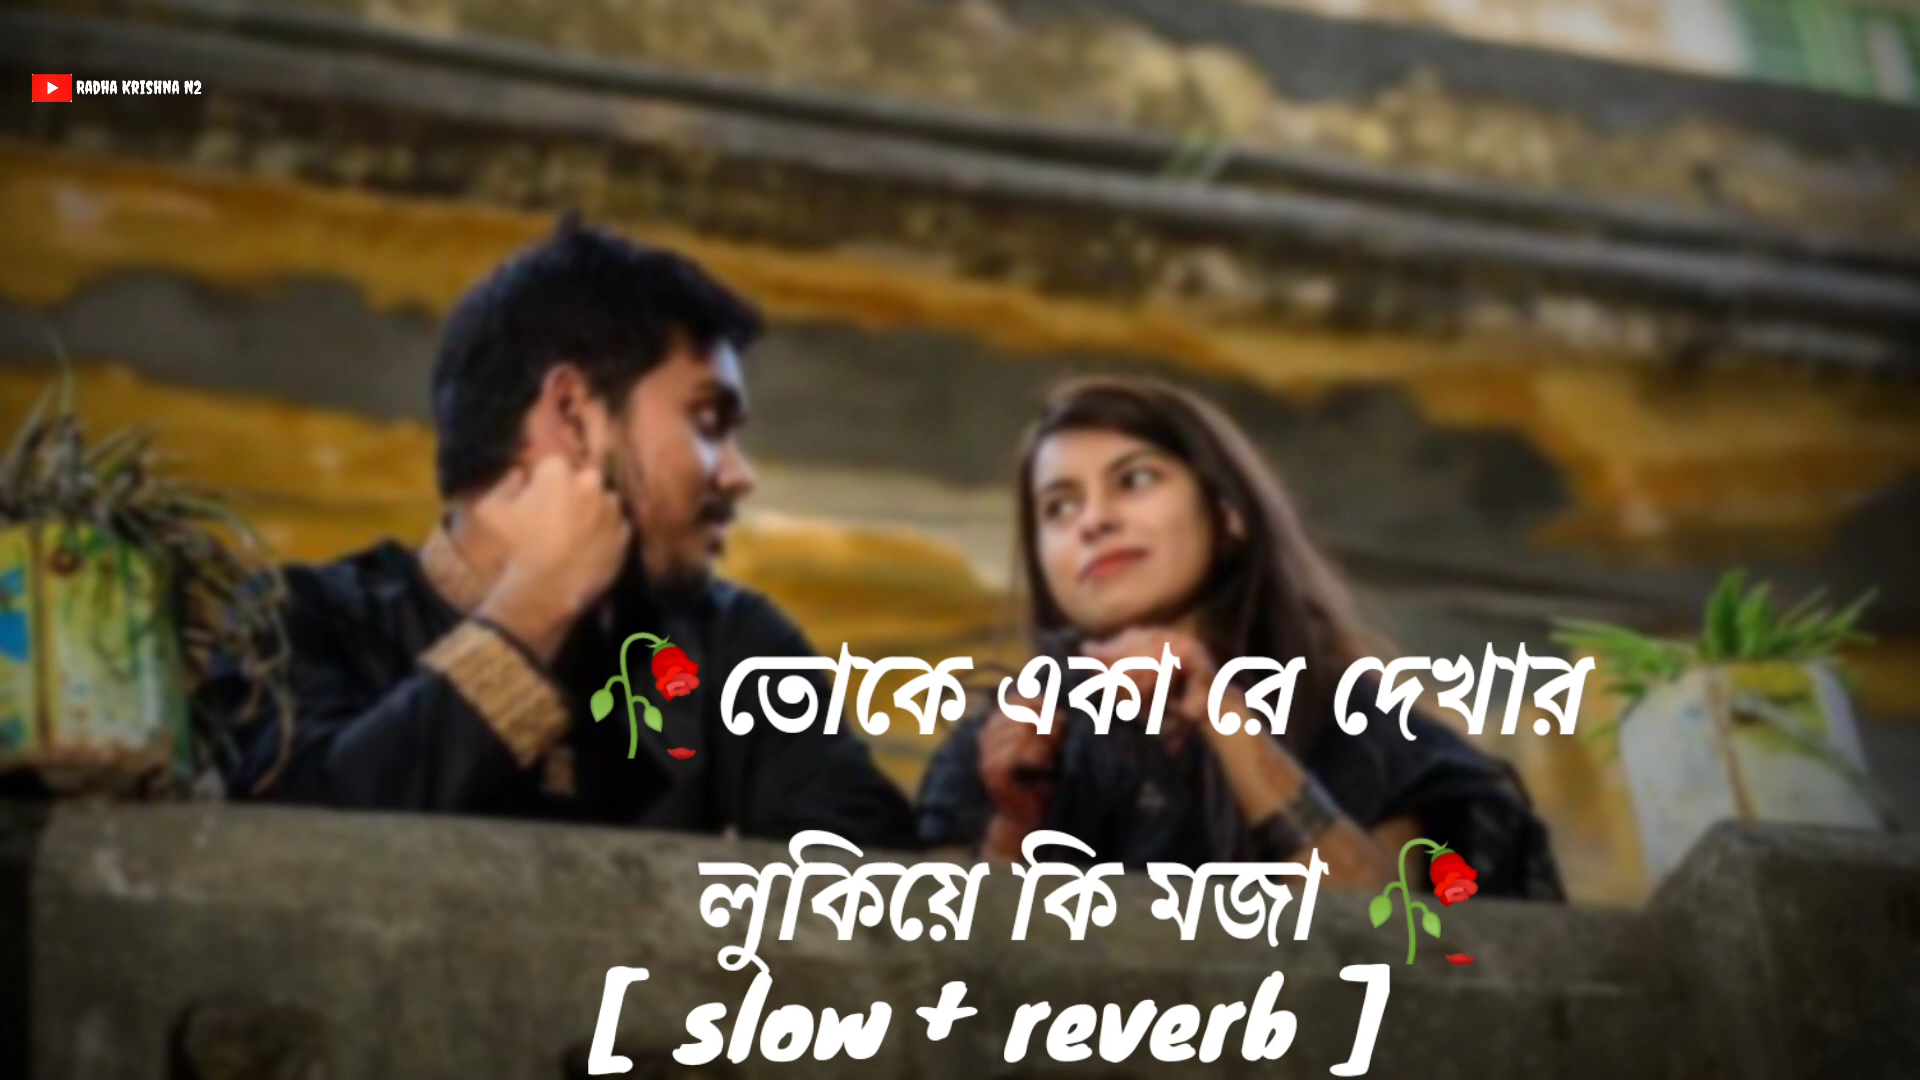 RADHA KRISHNA N2
🥀তোকে একা রে দেখার
লুকিয়ে কি মজা 🥀
[ slow + reverb ]